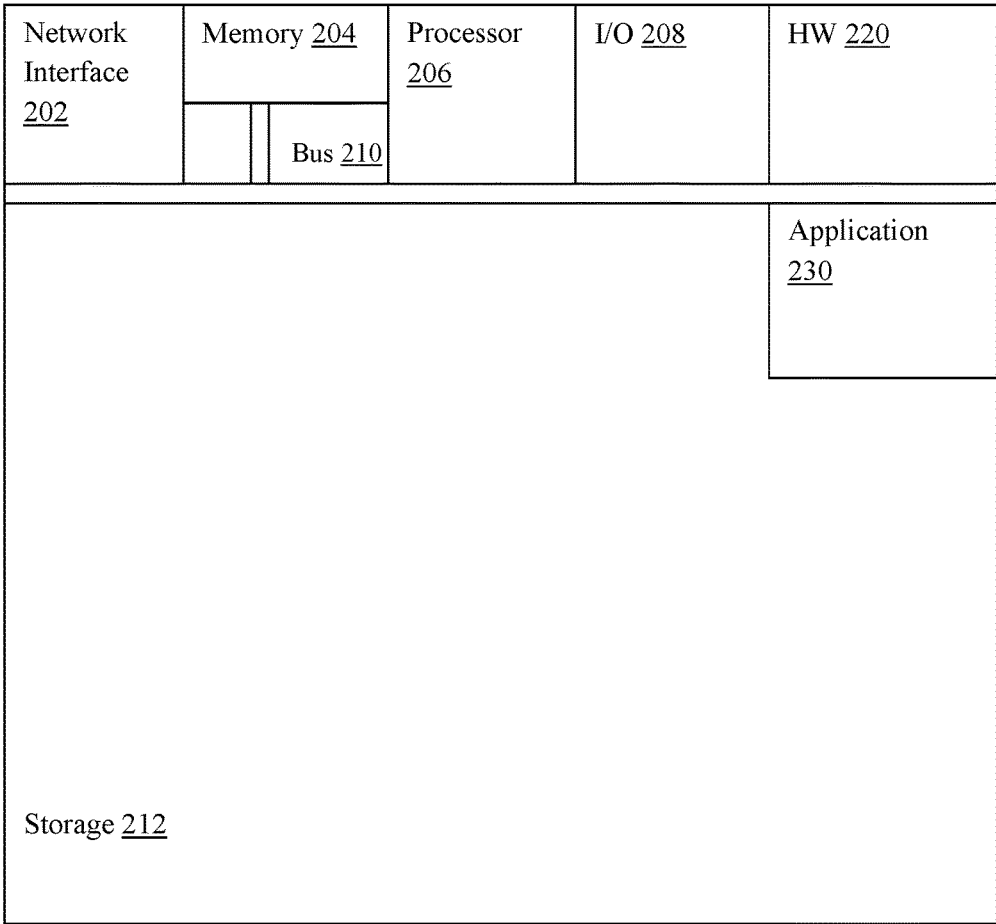 Network
Interface
202
Memory 204
Bus 210
Processor
206
I/O 208
HW 220
Application
230
Storage 212